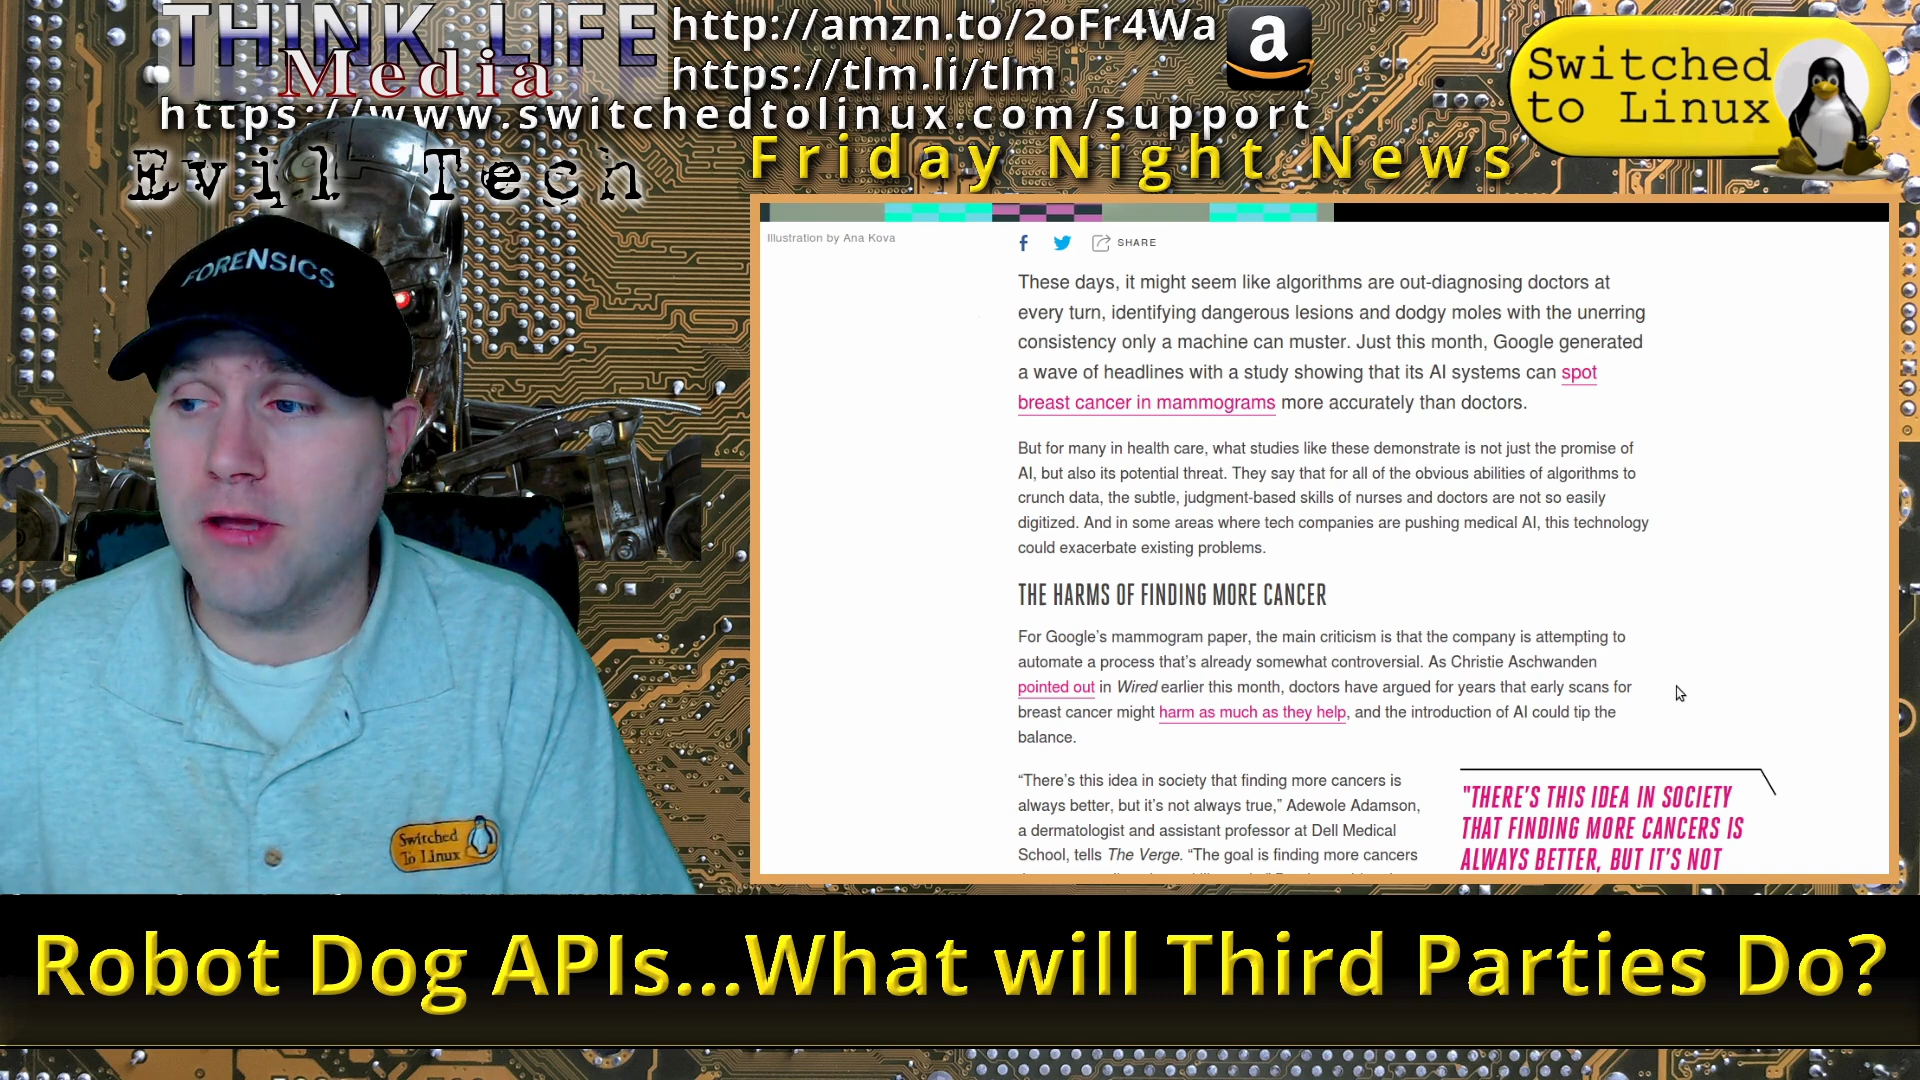 THINK LIFE
Media
http://amzn.to/2oFr4Wa
https://tlm.li/tlm
https://www.switchedtolinux.com/support
a
Switched
to Linux
Evil Tech
Friday Night News
FORENSICS
Illustration by Ana Kova
f
SHARE
These days, it might seem like algorithms are out-diagnosing doctors at
every turn, identifying dangerous lesions and dodgy moles with the unerring
consistency only a machine can muster. Just this month, Google generated
a wave of headlines with a study showing that its AI systems can spot
breast cancer in mammograms more accurately than doctors.
But for many in health care, what studies like these demonstrate is not just the promise of
AI, but also its potential threat. They say that for all of the obvious abilities of algorithms to
crunch data, the subtle, judgment-based skills of nurses and doctors are not so easily
digitized. And in some areas where tech companies are pushing medical AI, this technology
could exacerbate existing problems.
THE HARMS OF FINDING MORE CANCER
For Google’s mammogram paper, the main criticism is that the company is attempting to
automate a process that’s already somewhat controversial. As Christie Aschwanden
pointed out in Wired earlier this month, doctors have argued for years that early scans for
breast cancer might harm as much as they help, and the introduction of AI could tip the
balance.
“There’s this idea in society that finding more cancers is
always better, but it’s not always true,” Adewole Adamson,
a dermatologist and assistant professor at Dell Medical
School, tells The Verge. “The goal is finding more cancers
"THERE'S THIS IDEA IN SOCIETY
THAT FINDING MORE CANCERS IS
ALWAYS BETTER, BUT IT'S NOT
Switched
To Linux
Robot Dog APIs...What will Third Parties Do?